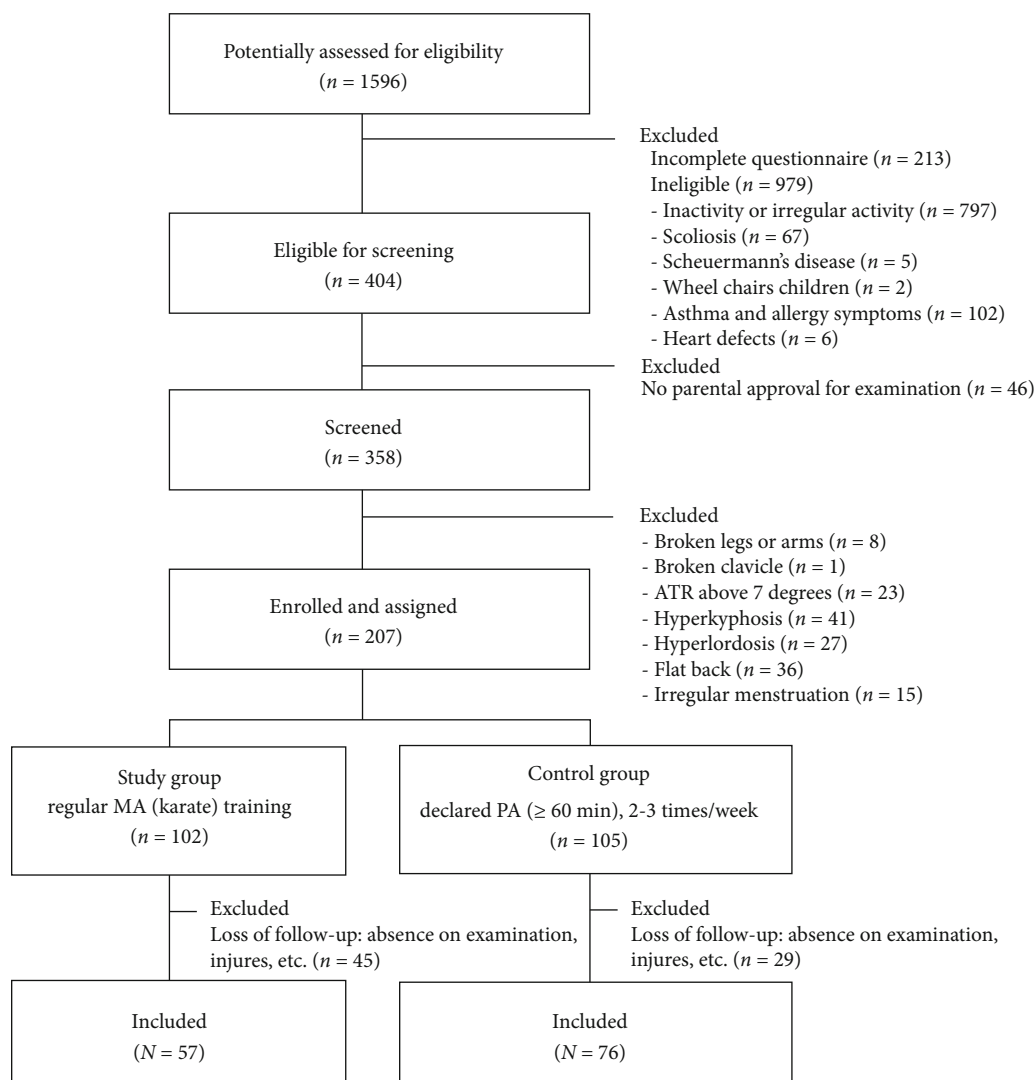 Potentially assessed for eligibility
(n = 1596)
Excluded
Incomplete questionnaire (n = 213)
Ineligible (n = 979)
- Inactivity or irregular activity (n = 797)
- Scoliosis (n = 67)
- Scheuermann's disease (n = 5)
- Wheel chairs children (n = 2)
- Asthma and allergy symptoms (n = 102)
- Heart defects (n = 6)
Eligible for screening
(n = 404)
Excluded
No parental approval for examination (n = 46)
Screened
(n = 358)
Excluded
- Broken legs or arms (n = 8)
- Broken clavicle (n = 1)
- ATR above 7 degrees (n = 23)
- Hyperkyphosis (n = 41)
- Hyperlordosis (n = 27)
- Flat back (n = 36)
- Irregular menstruation (n = 15)
Enrolled and assigned
(n = 207)
Study group
regular MA (karate) training
(n = 102)
Control group
declared PA (≥ 60 min), 2-3 times/week
(n = 105)
Excluded
Loss of follow-up: absence on examination,
injures, etc. (n = 45)
Excluded
Loss of follow-up: absence on examination,
injures, etc. (n = 29)
Included
(N = 57)
Included
(N = 76)